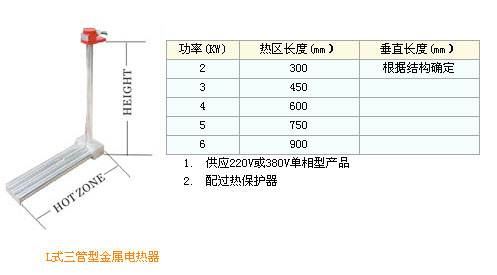 HEIGHT
HOT ZONE
功率(KW) 热区长度(mm) 垂直长度(mm)
2 300 根据结构确定
3 450
4 600
5 750
6 900
1. 供应220V或380V单相型产品
2. 配过热保护器
L式三管型金属电热器